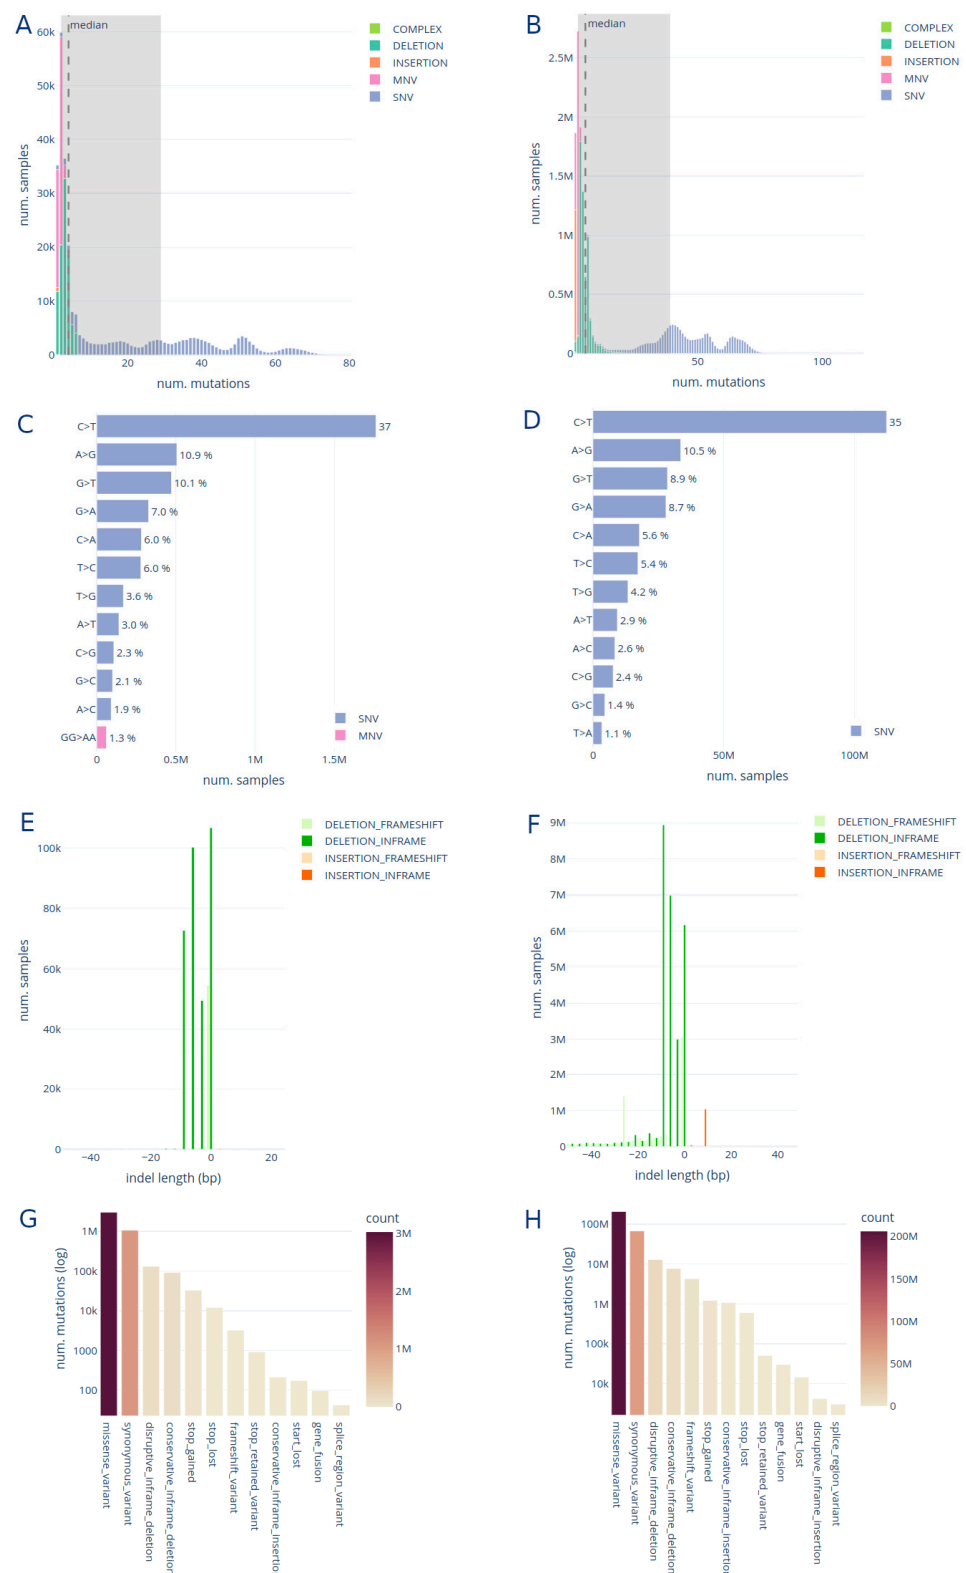 A
median
60k
50k
40k
30k
20k
10k
0
20
40
60
80
num. samples
num. mutations
COMPLEX
DELETION
INSERTION
MNV
SNV
B
median
2.5M
2M
1.5M
1M
0.5M
0
50
100
num. samples
num. mutations
COMPLEX
DELETION
INSERTION
MNV
SNV
C
C>T 37
A>G 10.9 %
G>T 10.1 %
G>A 7.0 %
C>A 6.0 %
T>C 6.0 %
T>G 3.6 %
A>T 3.0 %
C>G 2.3 %
G>C 2.1 %
A>C 1.9 %
GG>AA 1.3 %
0 0.5M 1M 1.5M
num. samples
SNV
MNV
D
C>T 35
A>G 10.5 %
G>T 8.9 %
G>A 8.7 %
C>A 5.6 %
T>C 5.4 %
T>G 4.2 %
A>T 2.9 %
A>C 2.6 %
C>G 2.4 %
G>C 1.4 %
T>A 1.1 %
0 50M 100M
num. samples
SNV
E
100k
80k
60k
40k
20k
0
−40 −20 0 20
num. samples
indel length (bp)
DELETION_FRAMESHIFT
DELETION_INFRAME
INSERTION_FRAMESHIFT
INSERTION_INFRAME
F
9M
8M
7M
6M
5M
4M
3M
2M
1M
0
−40 −20 0 20 40
num. samples
indel length (bp)
DELETION_FRAMESHIFT
DELETION_INFRAME
INSERTION_FRAMESHIFT
INSERTION_INFRAME
G
1M
100k
10k
1000
100
num. mutations (log)
missense_variant
synonymous_variant
disruptive_inframe_deletion
conservative_inframe_deletion
stop_gained
stop_lost
frameshift_variant
stop_retained_variant
conservative_inframe_insertio
start_lost
gene_fusion
splice_region_variant
count
3M
2M
1M
0
H
100M
10M
1M
100k
10k
num. mutations (log)
missense_variant
synonymous_variant
disruptive_inframe_deletion
conservative_inframe_deletion
frameshift_variant
stop_gained
conservative_inframe_insertion
stop_lost
stop_retained_variant
gene_fusion
start_lost
disruptive_inframe_insertion
splice_region_variant
count
200M
150M
100M
50M
0